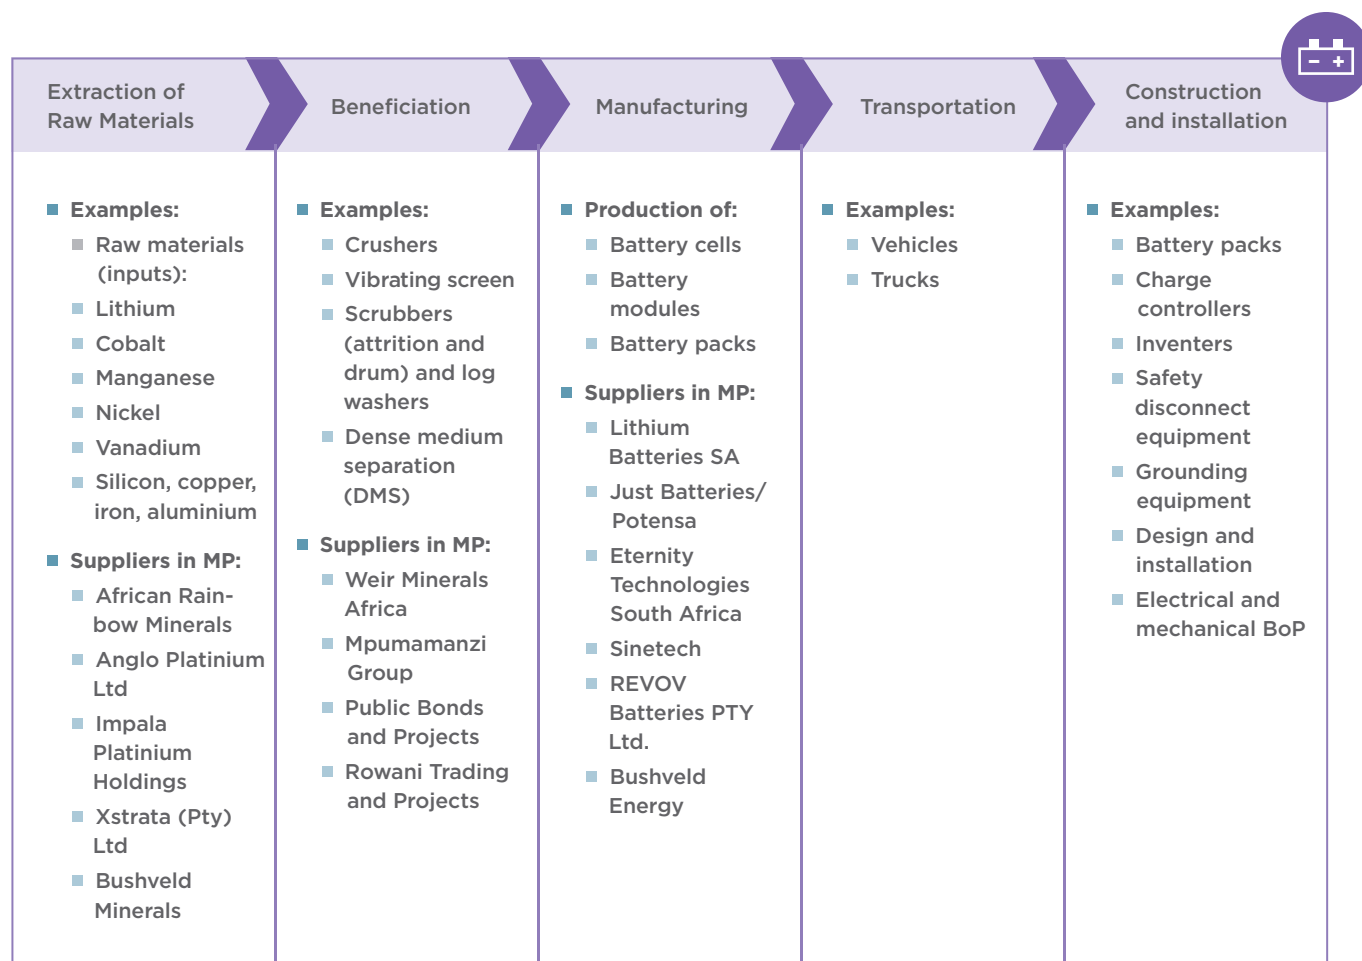 Extraction of
Raw Materials
Beneficiation
Manufacturing
Transportation
Construction
and installation
Examples:
Raw materials
(inputs):
Lithium
Cobalt
Manganese
Nickel
Vanadium
Silicon, copper,
iron, aluminium
Suppliers in MP:
African Rain-
bow Minerals
Anglo Platinium
Ltd
Impala
Platinium
Holdings
Xstrata (Pty)
Ltd
Bushveld
Minerals
Examples:
Crushers
Vibrating screen
Scrubbers
(attrition and
drum) and log
washers
Dense medium
separation
(DMS)
Suppliers in MP:
Weir Minerals
Africa
Mpumamanzi
Group
Public Bonds
and Projects
Rowani Trading
and Projects
Production of:
Battery cells
Battery
modules
Battery packs
Suppliers in MP:
Lithium
Batteries SA
Just Batteries/
Potensa
Eternity
Technologies
South Africa
Sinetech
REVOV
Batteries PTY
Ltd.
Bushveld
Energy
Examples:
Vehicles
Trucks
Examples:
Battery packs
Charge
controllers
Inventers
Safety
disconnect
equipment
Grounding
equipment
Design and
installation
Electrical and
mechanical BoP